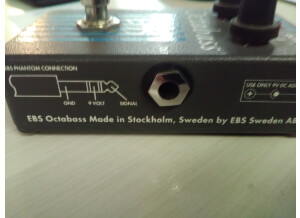 EBS PHANTOM CONNECTION
USE ONLY 9V DC
GND
9 VOLT
SIGNAL
EBS Octabass Made in Stockholm, Sweden by EBS Sweden AB